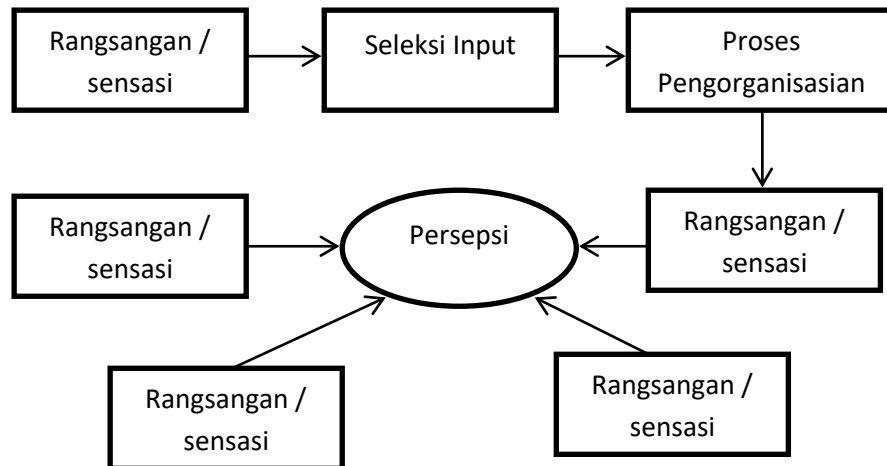 Rangsangan /
sensasi
Seleksi Input
Proses
Pengorganisasian
Rangsangan /
sensasi
Persepsi
Rangsangan /
sensasi
Rangsangan /
sensasi
Rangsangan /
sensasi